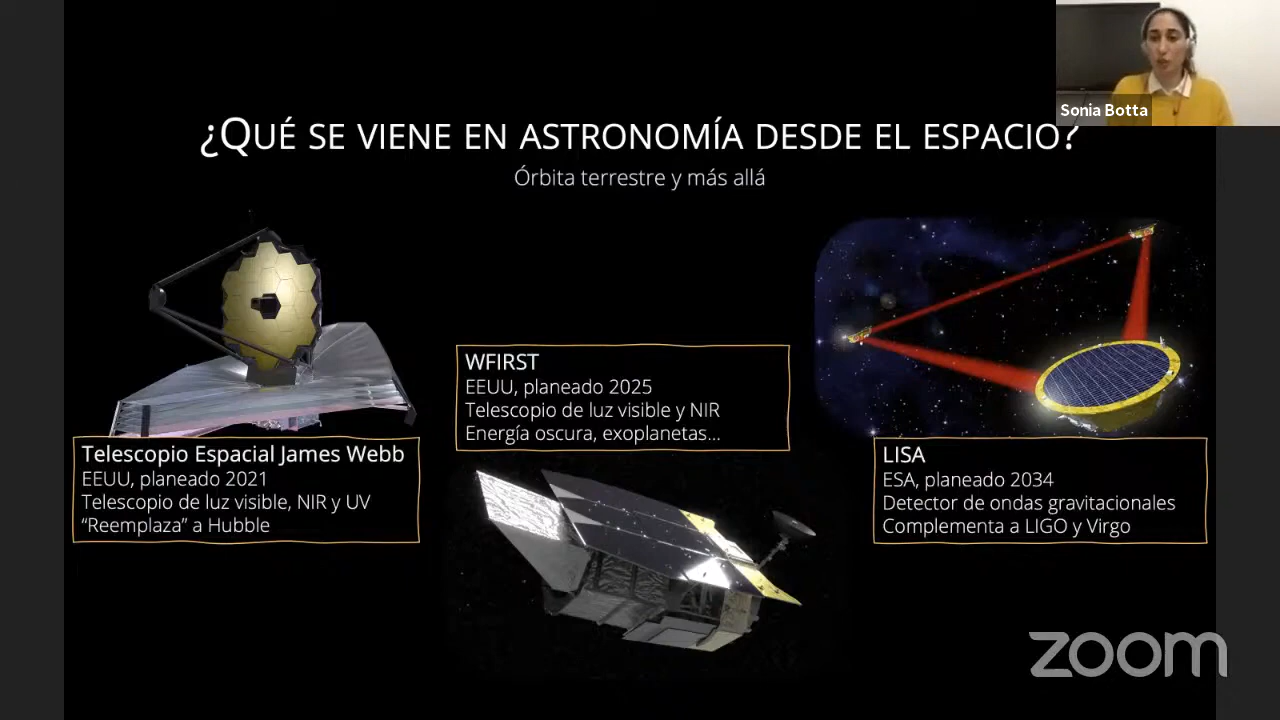 Sonia Botta
¿QUÉ SE VIENE EN ASTRONOMÍA DESDE EL ESPACIO?
Órbita terrestre y más allá
Telescopio Espacial James Webb
EEUU, planeado 2021
Telescopio de luz visible, NIR y UV
“Reemplaza” a Hubble
WFIRST
EEUU, planeado 2025
Telescopio de luz visible y NIR
Energía oscura, exoplanetas...
LISA
ESA, planeado 2034
Detector de ondas gravitacionales
Complementa a LIGO y Virgo
zoom